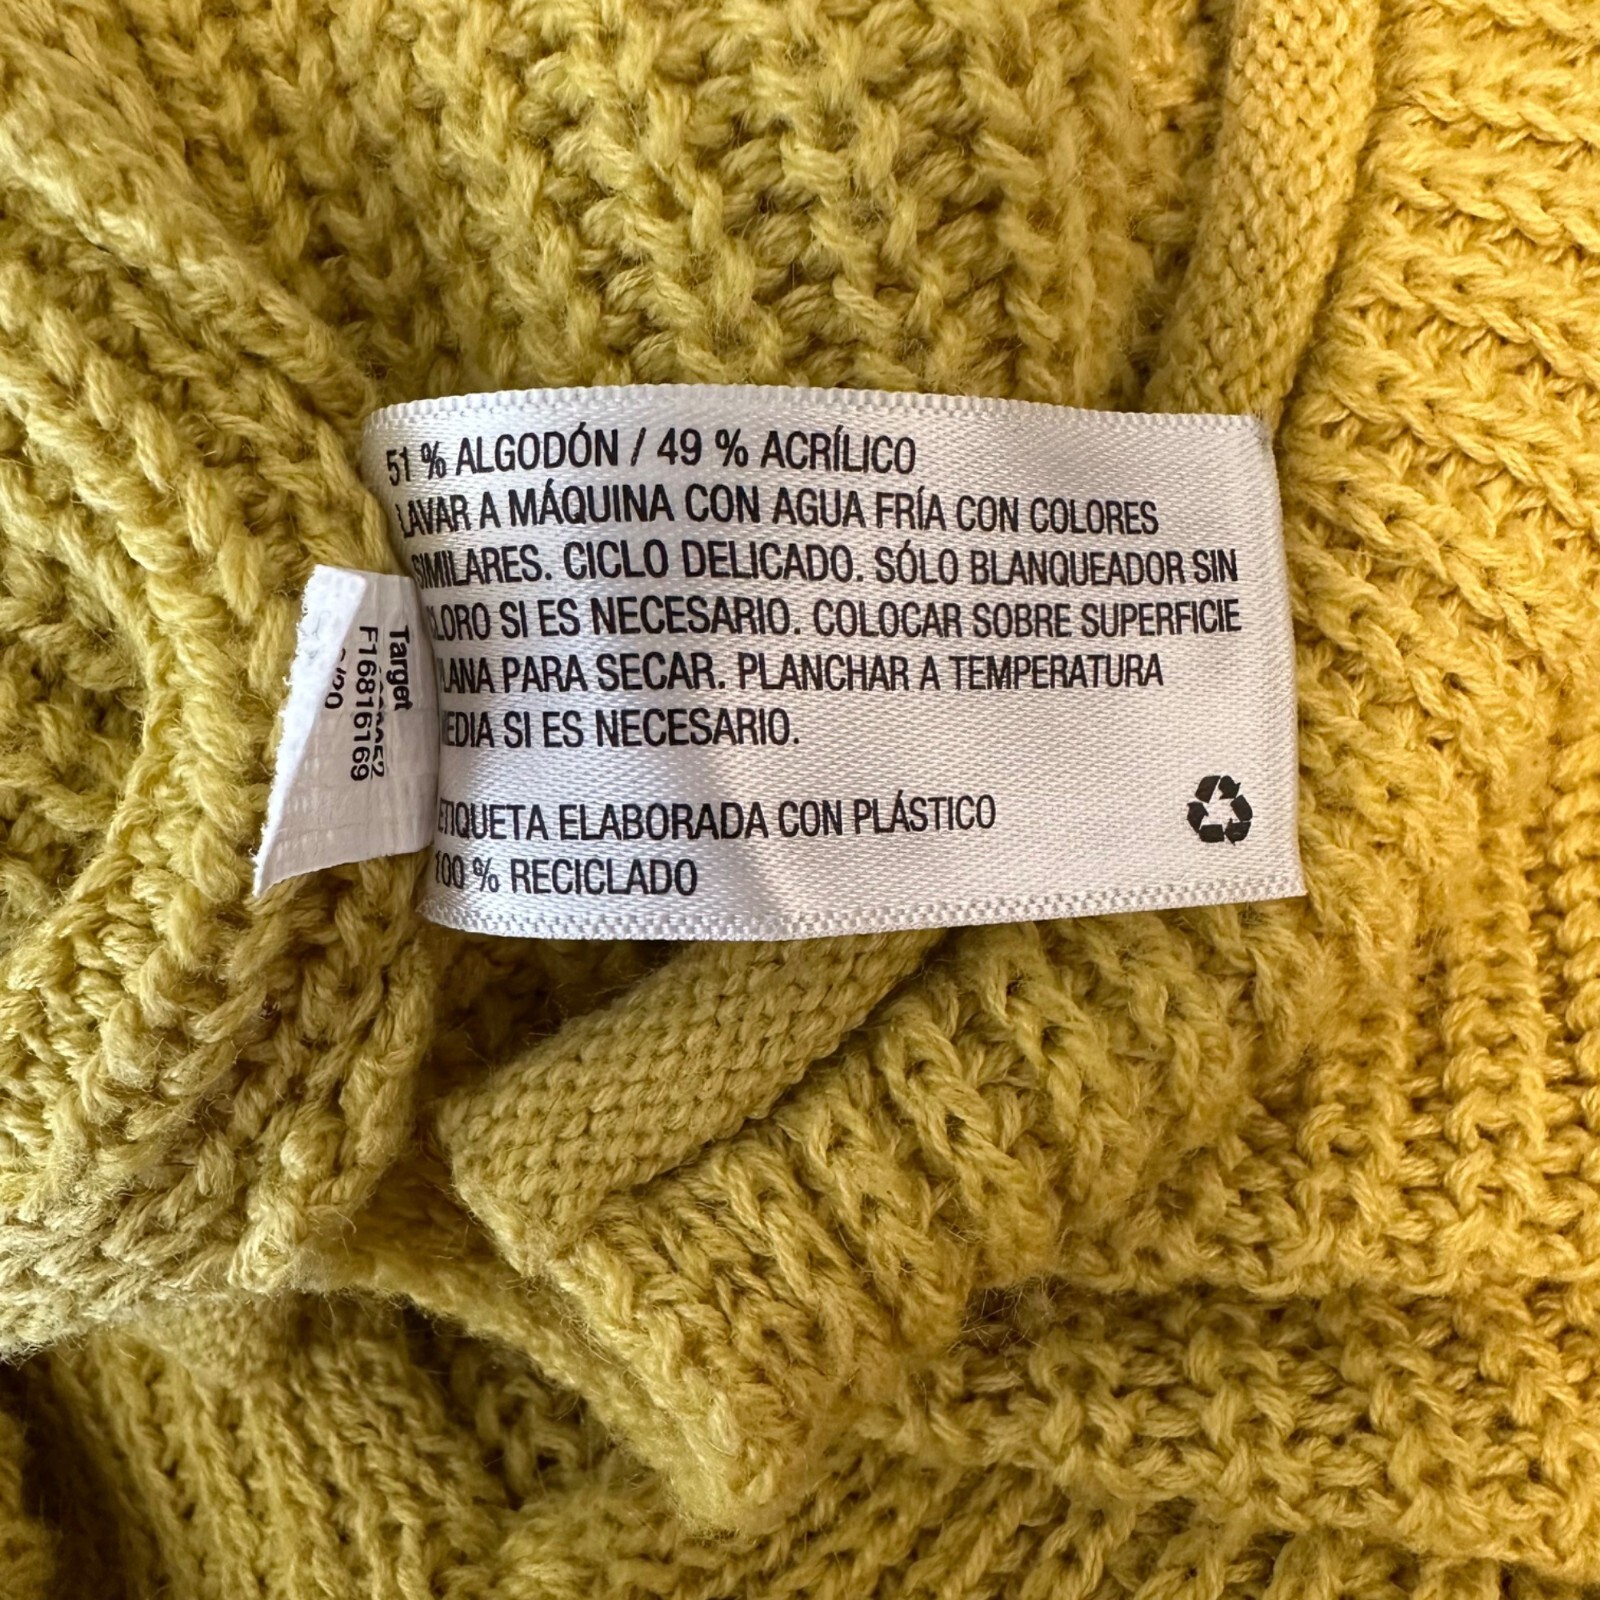 51 % ALGODÓN / 49 % ACRÍLICO
LAVAR A MÁQUINA CON AGUA FRÍA CON COLORES
SIMILARES. CICLO DELICADO. SÓLO BLANQUEADOR SIN
CLORO SI ES NECESARIO. COLOCAR SOBRE SUPERFICIE
LANA PARA SECAR. PLANCHAR A TEMPERATURA
MEDIA SI ES NECESARIO.
ETIQUETA ELABORADA CON PLÁSTICO
100 % RECICLADO
Target
F16816169